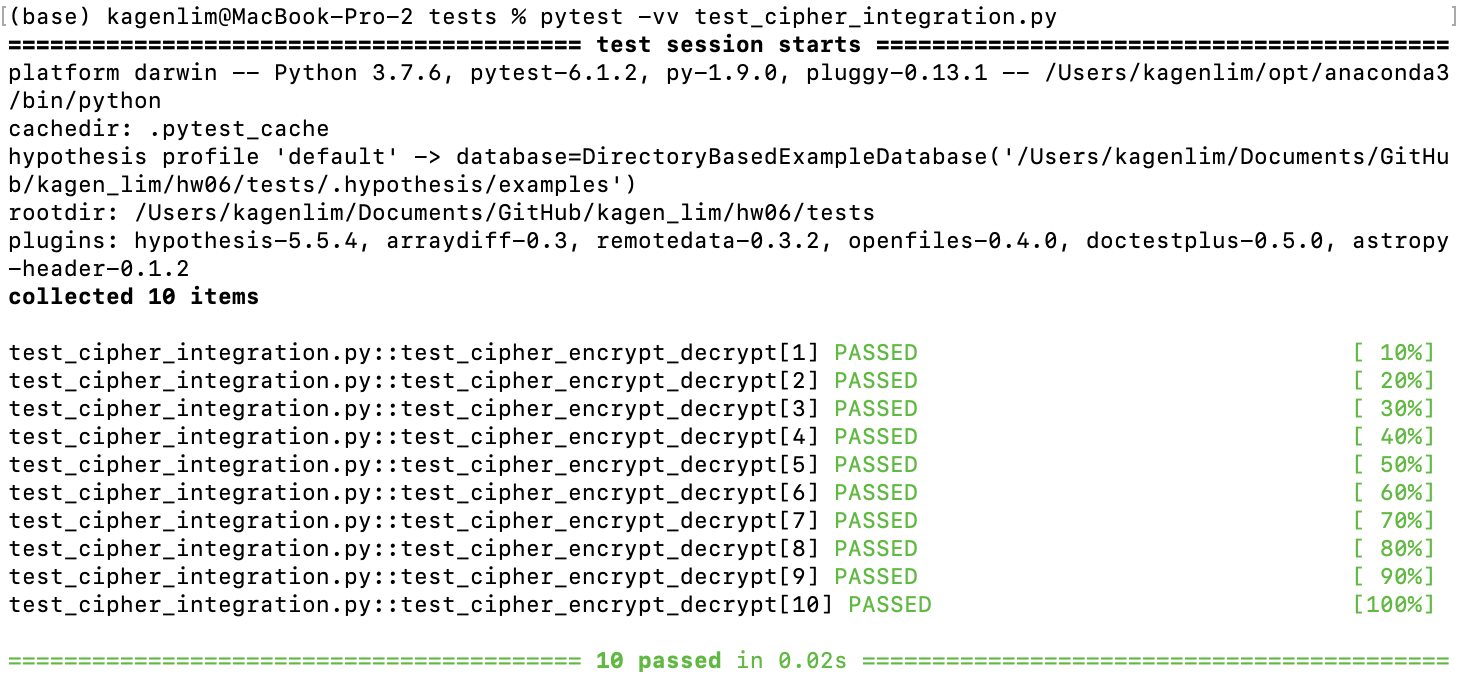 [(base) kagenlim@MacBook-Pro-2 tests % pytest -vv test_cipher_integration.py ]
========================================= test session starts =========================================
platform darwin -- Python 3.7.6, pytest-6.1.2, py-1.9.0, pluggy-0.13.1 -- /Users/kagenlim/opt/anaconda3
/bin/python
cachedir: .pytest_cache
hypothesis profile 'default' -> database=DirectoryBasedExampleDatabase('/Users/kagenlim/Documents/GitHu
b/kagen_lim/hw06/tests/.hypothesis/examples')
rootdir: /Users/kagenlim/Documents/GitHub/kagen_lim/hw06/tests
plugins: hypothesis-5.5.4, arraydiff-0.3, remotedata-0.3.2, openfiles-0.4.0, doctestplus-0.5.0, astropy
-header-0.1.2
collected 10 items
test_cipher_integration.py::test_cipher_encrypt_decrypt[1] PASSED [ 10%]
test_cipher_integration.py::test_cipher_encrypt_decrypt[2] PASSED [ 20%]
test_cipher_integration.py::test_cipher_encrypt_decrypt[3] PASSED [ 30%]
test_cipher_integration.py::test_cipher_encrypt_decrypt[4] PASSED [ 40%]
test_cipher_integration.py::test_cipher_encrypt_decrypt[5] PASSED [ 50%]
test_cipher_integration.py::test_cipher_encrypt_decrypt[6] PASSED [ 60%]
test_cipher_integration.py::test_cipher_encrypt_decrypt[7] PASSED [ 70%]
test_cipher_integration.py::test_cipher_encrypt_decrypt[8] PASSED [ 80%]
test_cipher_integration.py::test_cipher_encrypt_decrypt[9] PASSED [ 90%]
test_cipher_integration.py::test_cipher_encrypt_decrypt[10] PASSED [100%]
========================================= 10 passed in 0.02s ==========================================